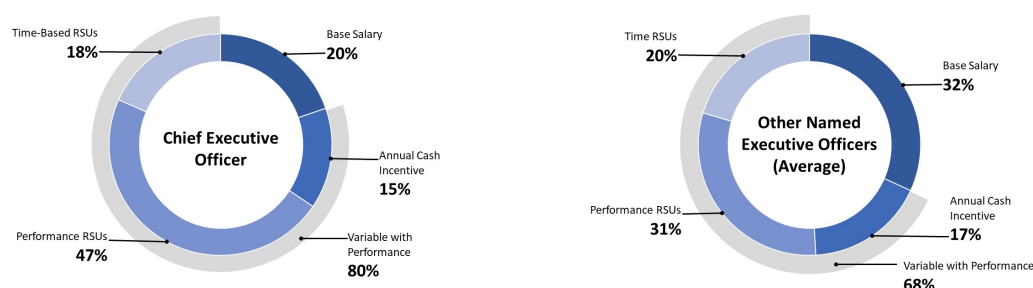 Time-Based RSUs
18%
Base Salary
20%
Chief Executive
Officer
Annual Cash
Incentive
15%
Performance RSUs
47%
Variable with
Performance
80%
Time RSUs
20%
Base Salary
32%
Other Named
Executive Officers
(Average)
Performance RSUs
31%
Annual Cash
Incentive
17%
Variable with Performance
68%